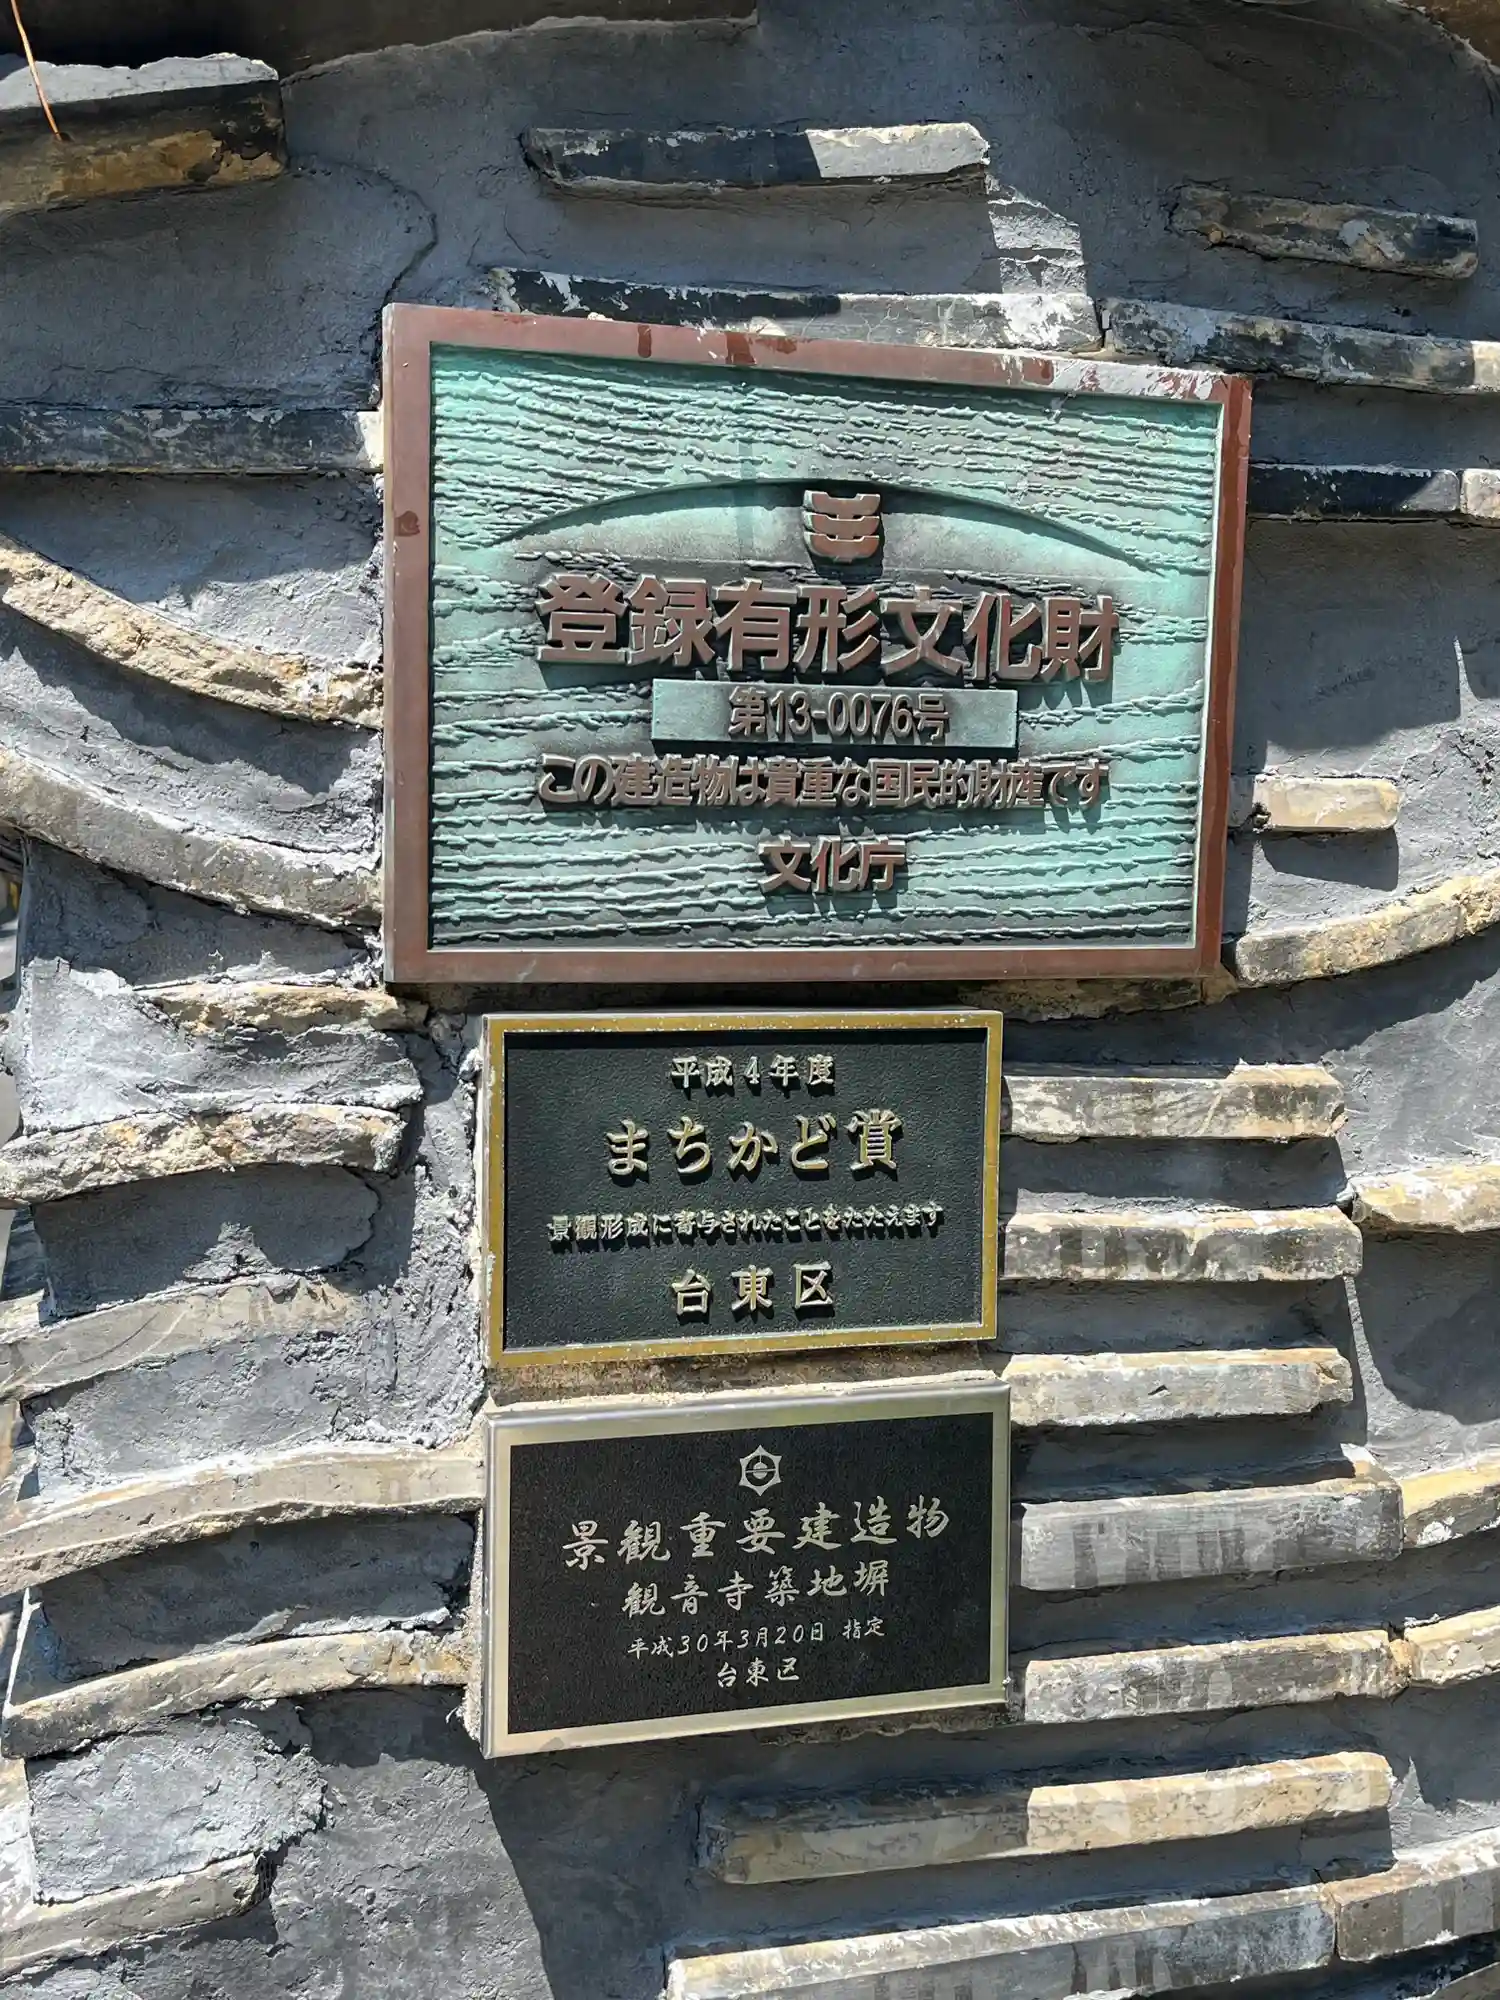 登録有形文化財
第13-0076号
この建造物は貴重な国民的財産です
文化庁
平成4年度
まちかど賞
景観形成に寄与されたことをたたえます
台東区
景観重要建造物
観音寺築地塀
平成30年3月20日 指定
台東区